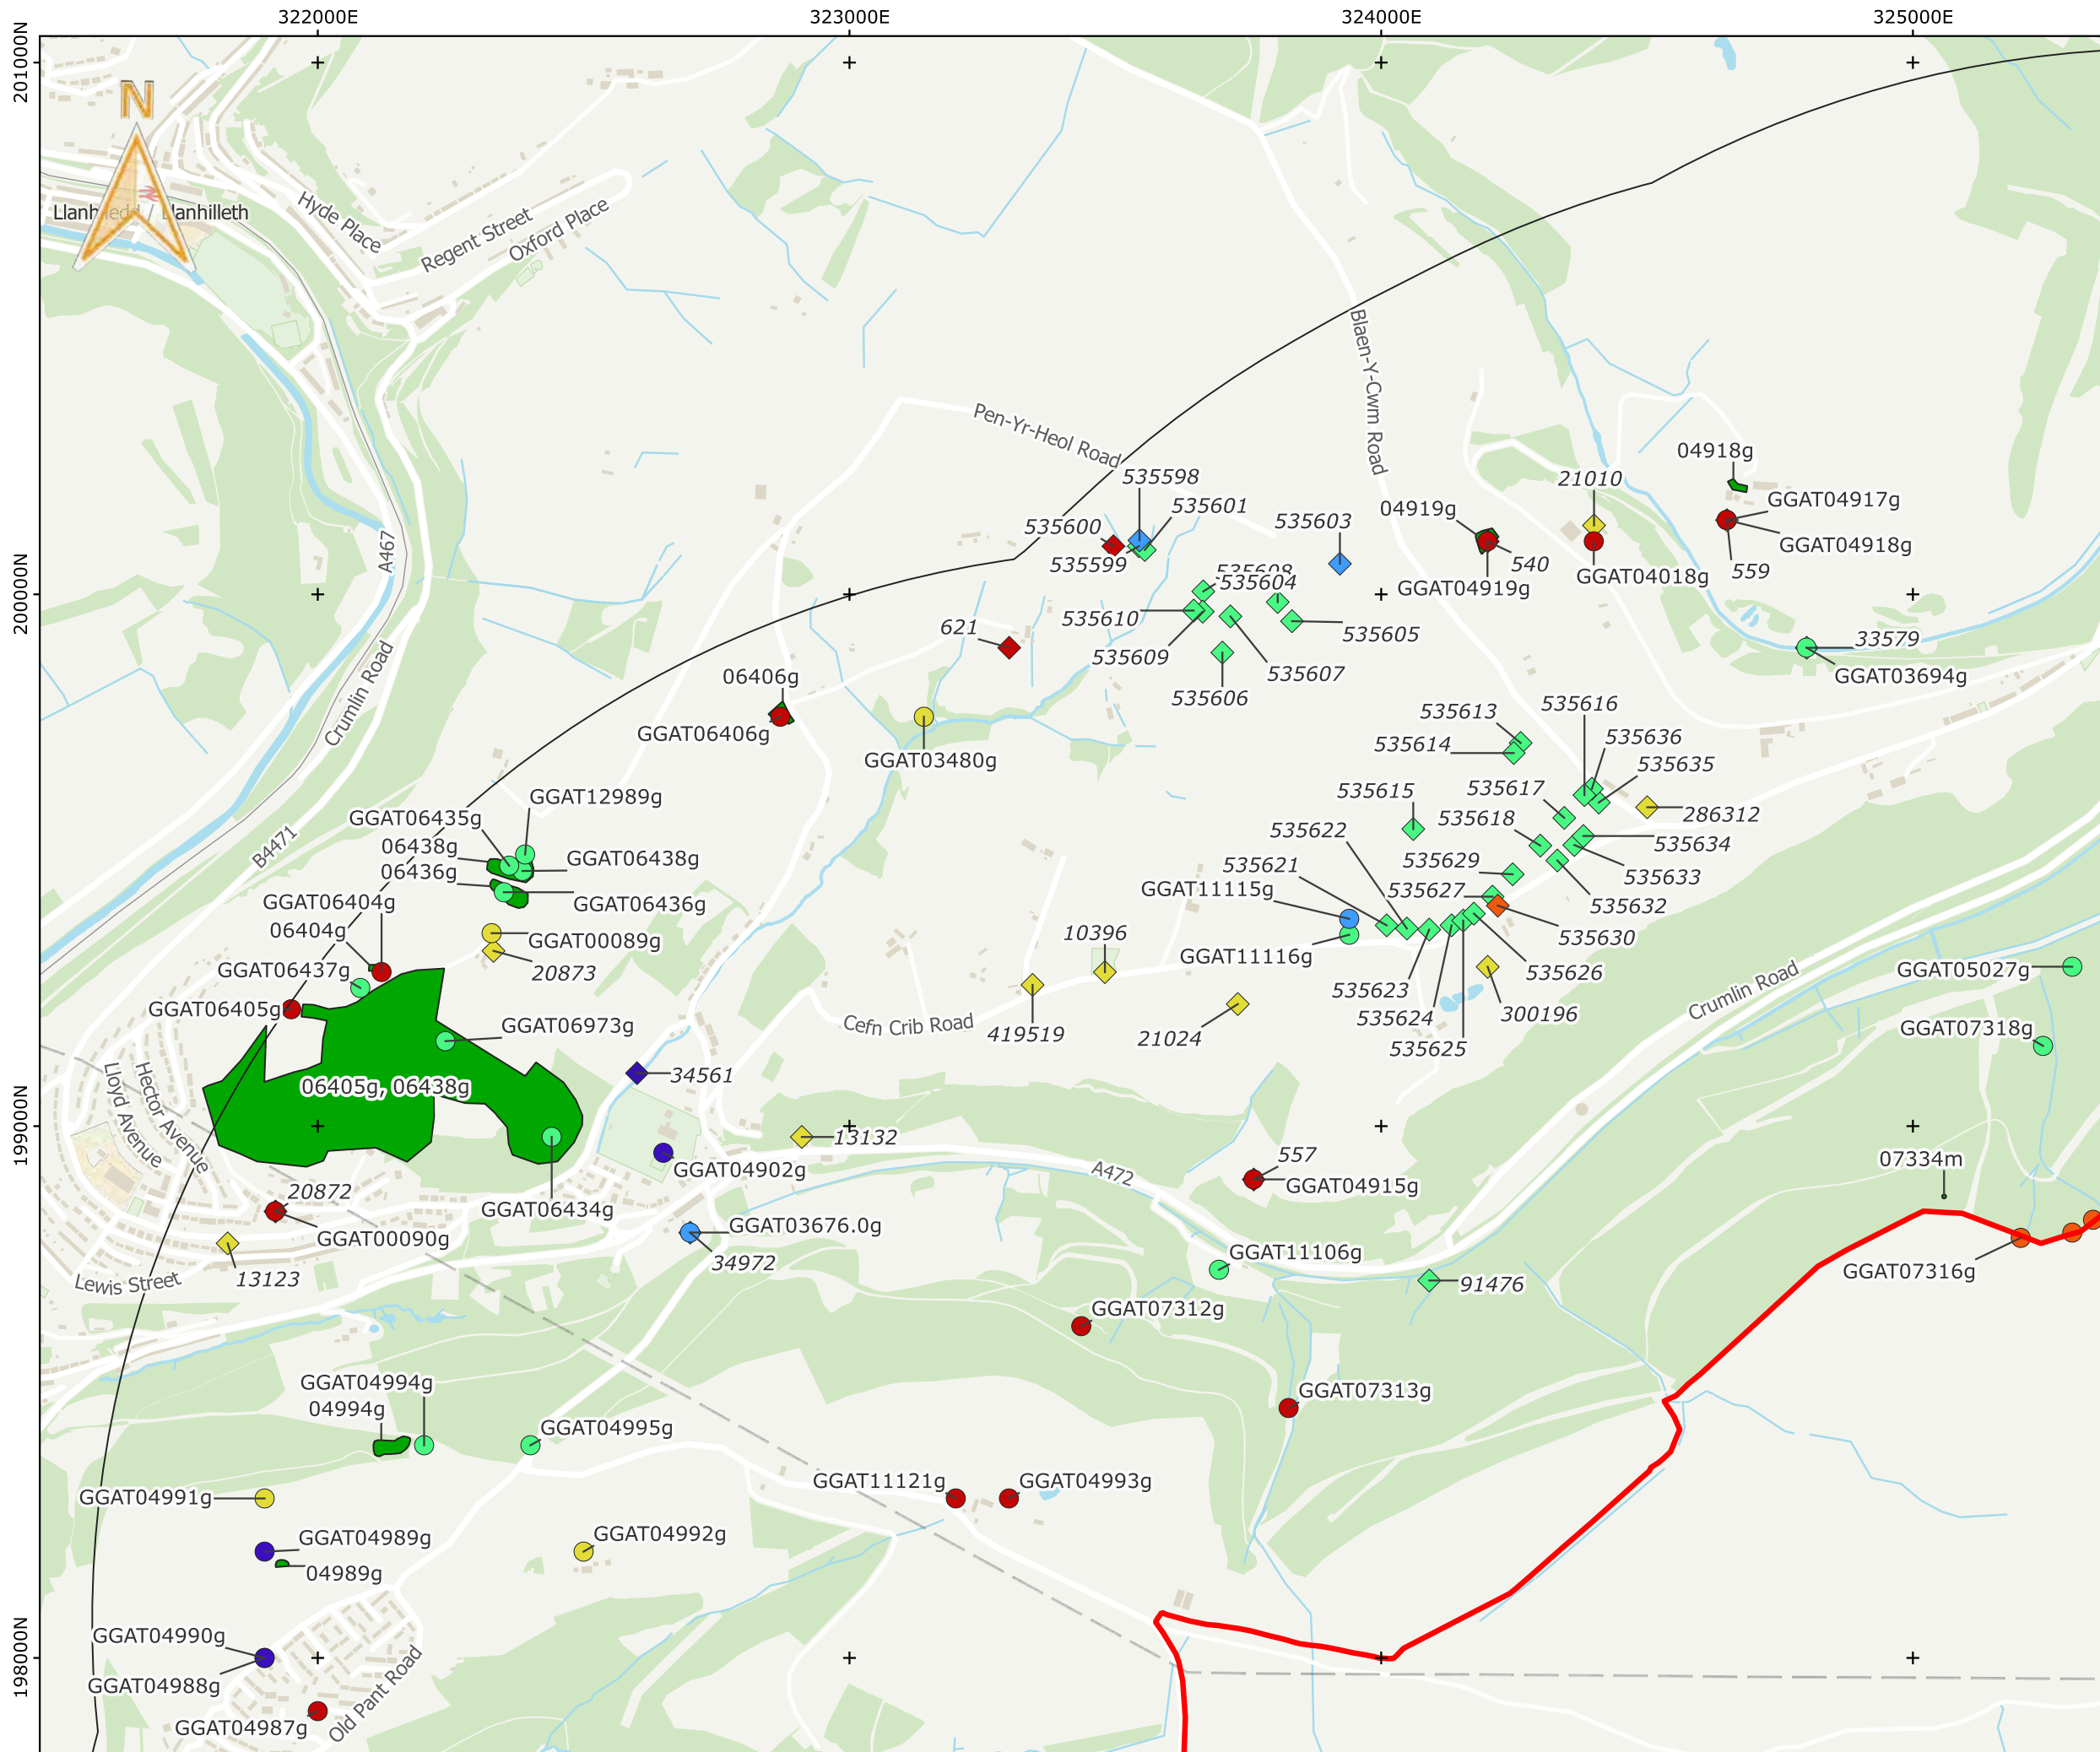 322000E
323000E
324000E
325000E
201000N
200000N
199000N
198000N
N
Hyde Place
Regent Street
Oxford Place
/ Llanhilleth
A467
Crumlin Road
B4471
Pen-Yr-Heol Road
Blaen-Y-Cwm Road
535598
535601
535600
535599
535603
04919g
540
GGAT04919g
21010
GGAT04018g
04918g
GGAT04917g
GGAT04918g
559
535604
535610
535605
535609
535607
535606
621
33579
GGAT03694g
06406g
GGAT06406g
GGAT03480g
535616
535613
535614
535636
535635
535615
535617
286312
535618
535622
535634
535621
535629
535633
GGAT11115g
535627
535632
535630
GGAT11116g
535626
535623
300196
535624
535625
GGAT12989g
GGAT06435g
06438g
GGAT06438g
06436g
GGAT06436g
GGAT06404g
06404g
GGAT00089g
20873
GGAT06437g
GGAT06405g
GGAT06973g
06405g, 06438g
10396
419519
21024
Cefn Crib Road
Crumlin Road
GGAT05027g
GGAT07318g
Lloyd Avenue
Hector Avenue
34561
13132
GGAT04902g
A472
557
GGAT04915g
07334m
20872
GGAT00090g
GGAT06434g
GGAT03676.0g
34972
13123
Lewis Street
GGAT11106g
91476
GGAT07316g
GGAT07312g
GGAT07313g
GGAT04994g
04994g
GGAT04995g
GGAT11121g
GGAT04993g
GGAT04991g
GGAT04989g
04989g
GGAT04992g
GGAT04990g
GGAT04988g
GGAT04987g
Old Pant Road